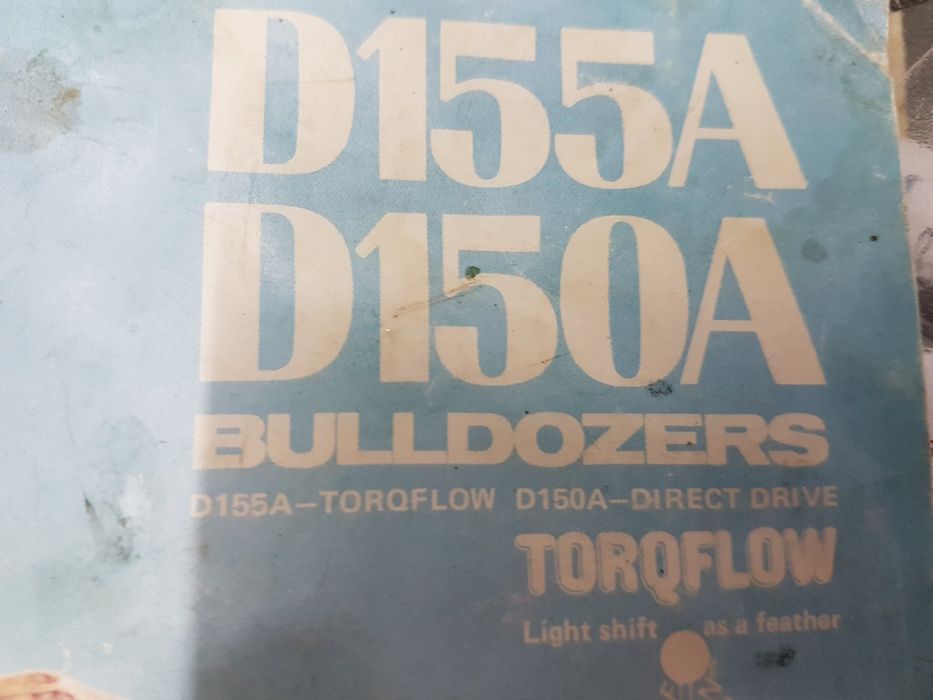 D155A
D150A
BULLDOZERS
D155A–TORQFLOW D150A–DIRECT DRIVE
TORQFLOW
Light shift as a feather